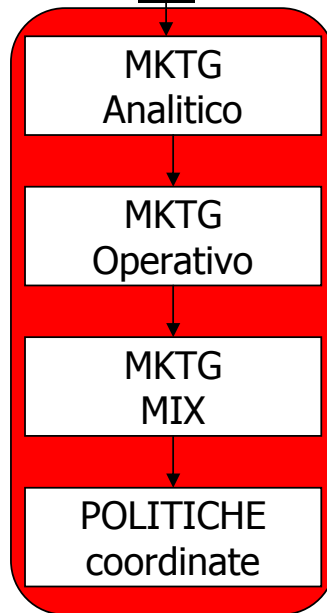 MKTG
Analitico
MKTG
Operativo
MKTG
MIX
POLITICHE
coordinate